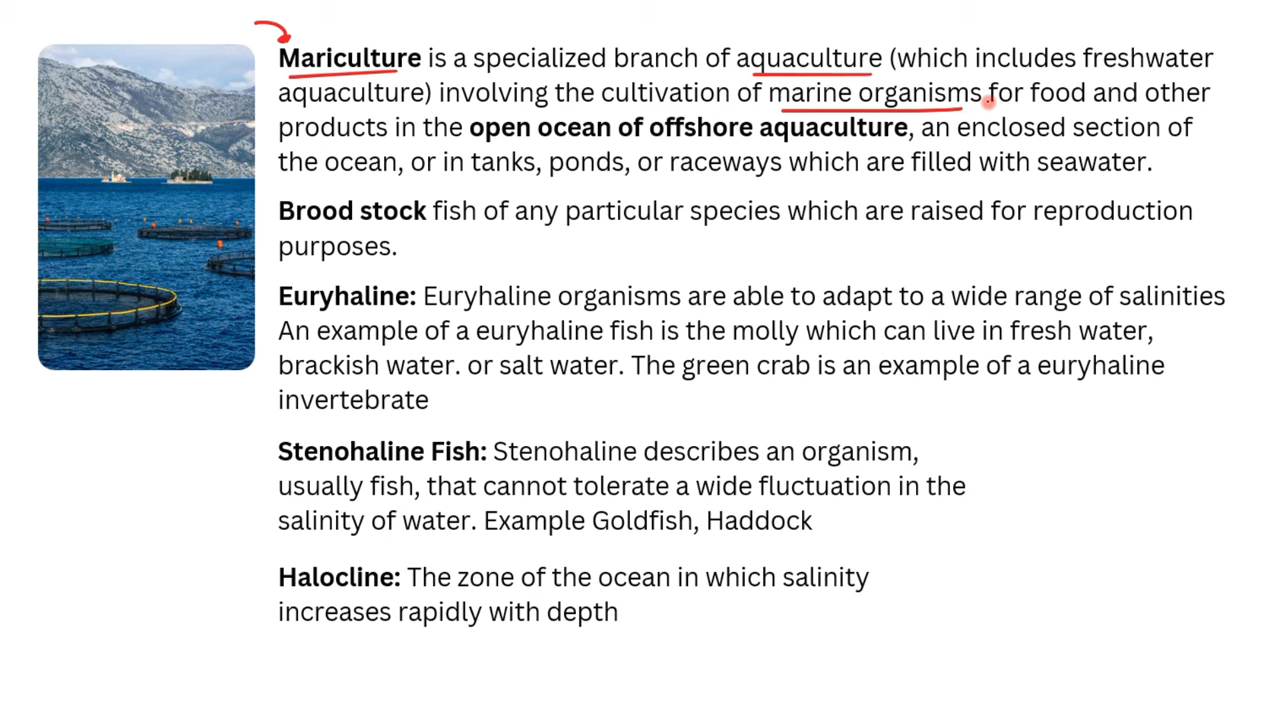 Mariculture is a specialized branch of aquaculture (which includes freshwater
aquaculture) involving the cultivation of marine organisms for food and other
products in the open ocean of offshore aquaculture, an enclosed section of
the ocean, or in tanks, ponds, or raceways which are filled with seawater.
Brood stock fish of any particular species which are raised for reproduction
purposes.
Euryhaline: Euryhaline organisms are able to adapt to a wide range of salinities
An example of a euryhaline fish is the molly which can live in fresh water,
brackish water. or salt water. The green crab is an example of a euryhaline
invertebrate
Stenohaline Fish: Stenohaline describes an organism,
usually fish, that cannot tolerate a wide fluctuation in the
salinity of water. Example Goldfish, Haddock
Halocline: The zone of the ocean in which salinity
increases rapidly with depth